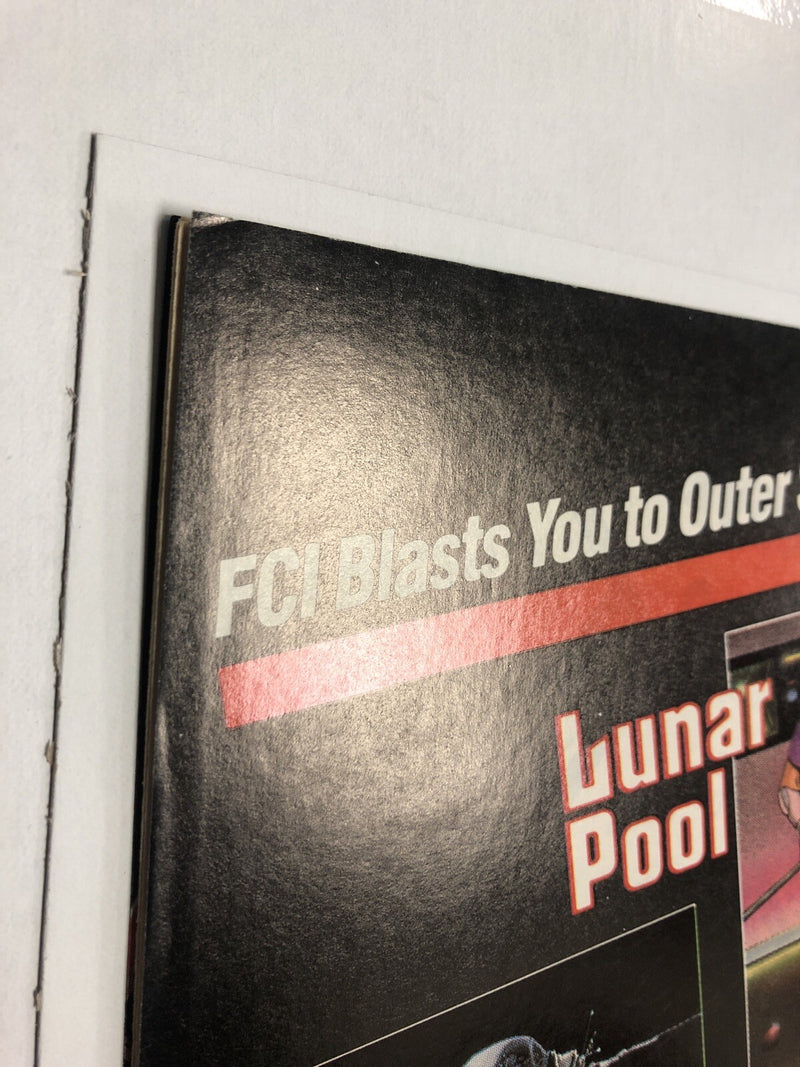 FCI Blasts You to Outer
Lunar
Pool